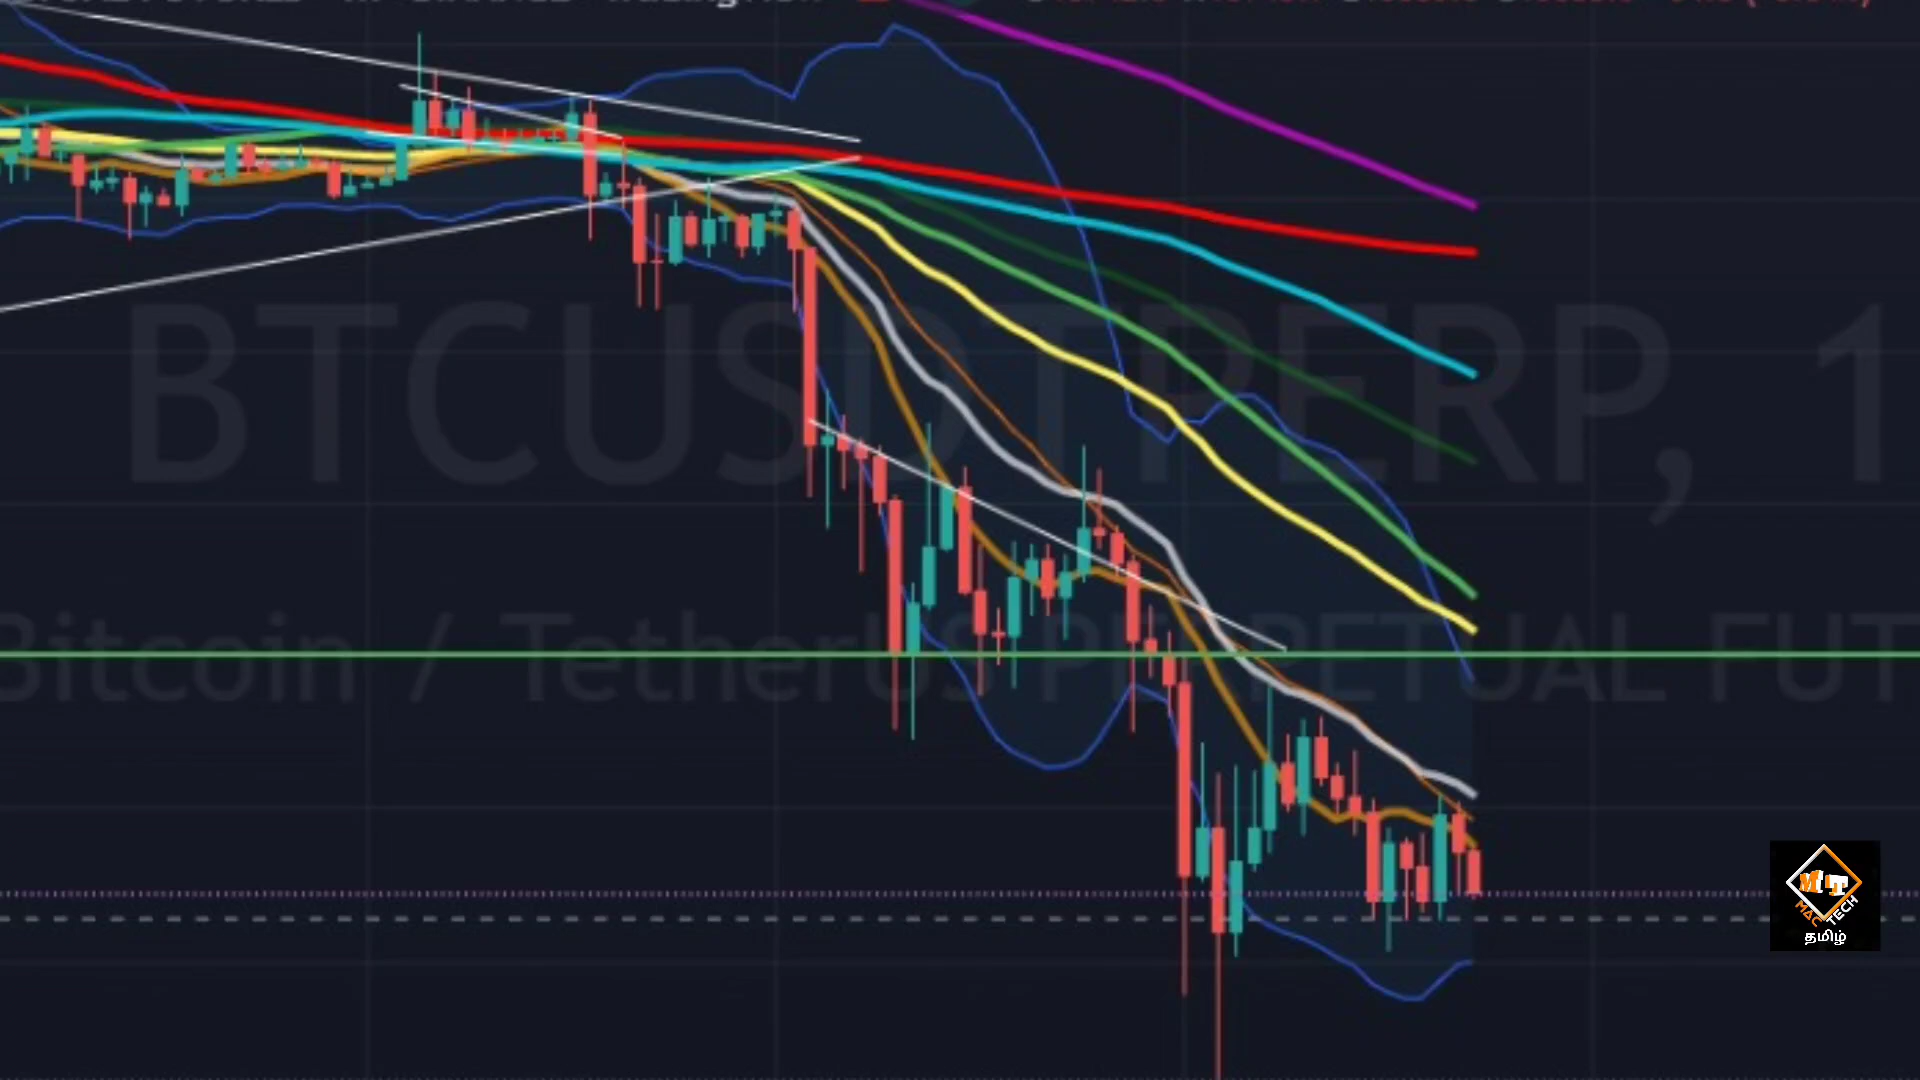 BTCUSDTPERP, 1
Bitcoin / TetherUS PERPETUAL FUT
MT
MAC TECH
தமிழ்